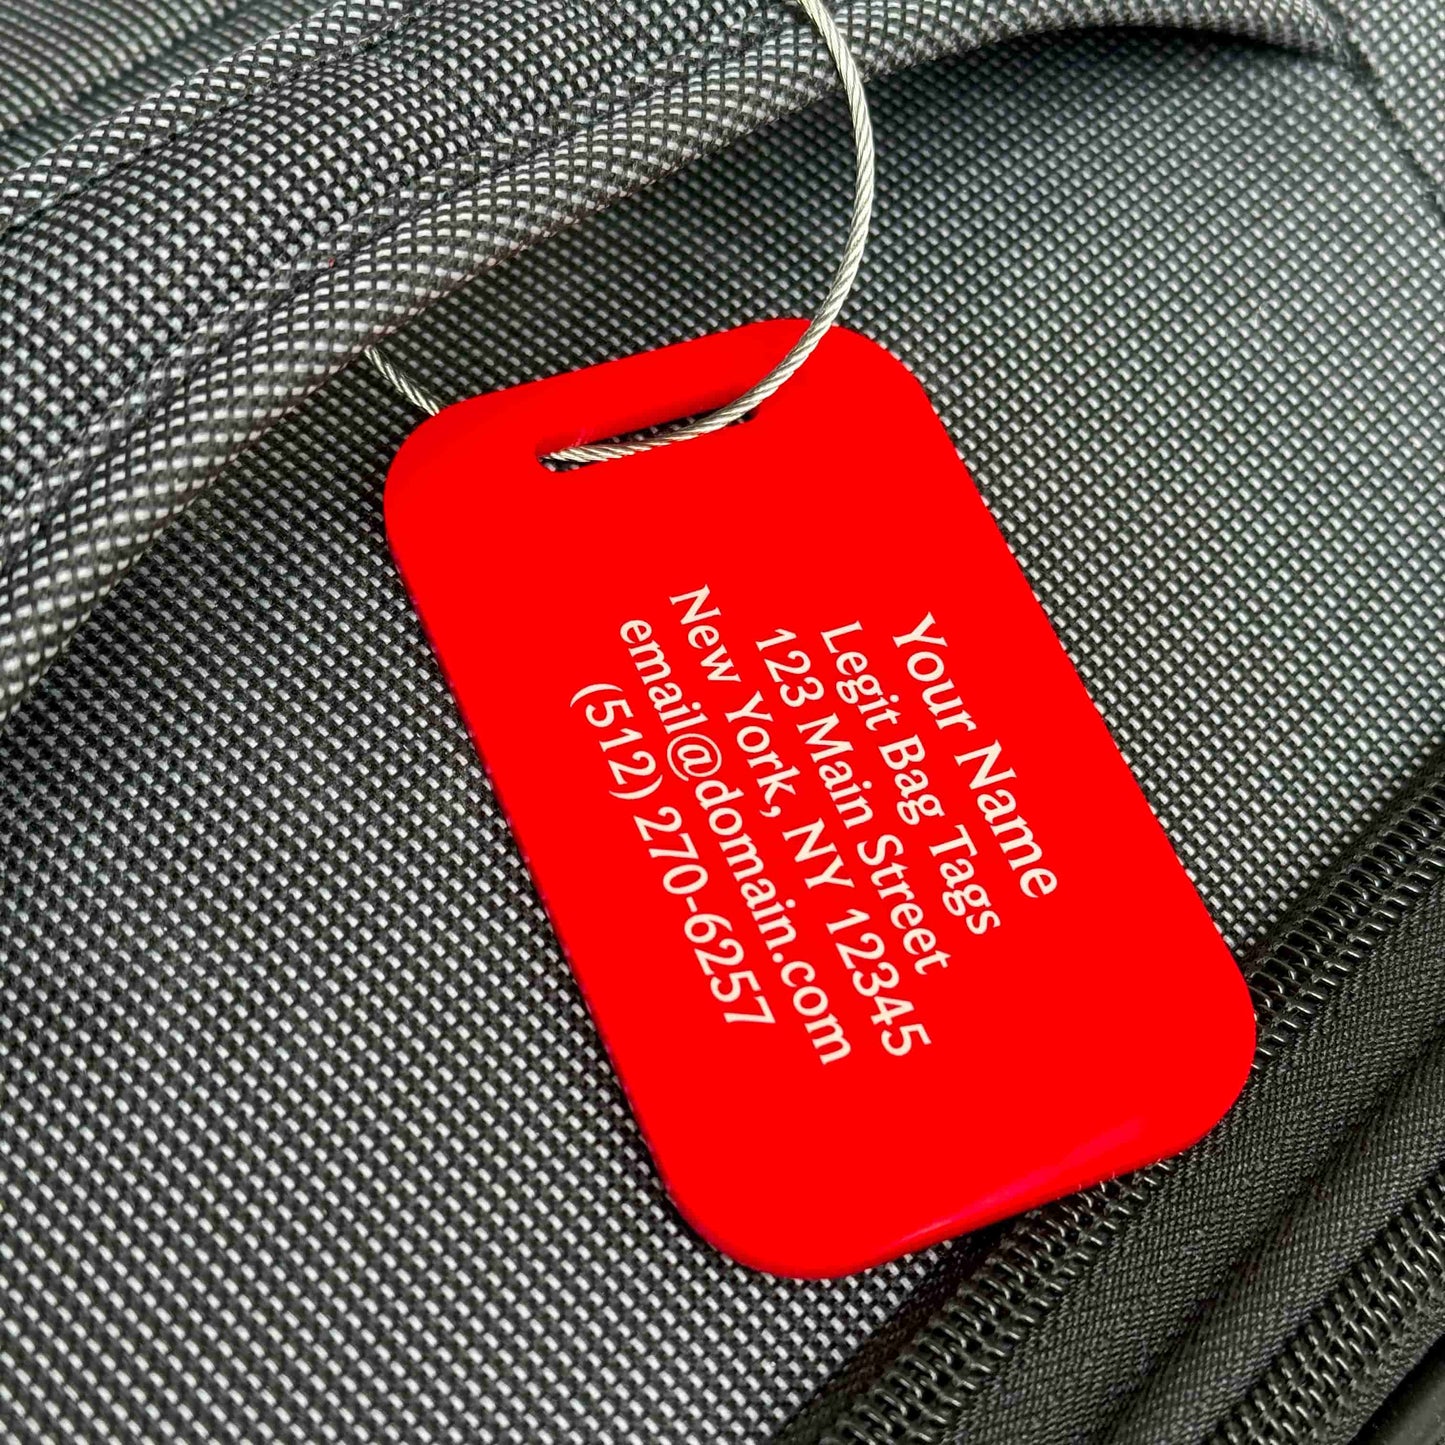 Your Name
Legit Bag Tags
123 Main Street
New York, NY 12345
email@domain.com
(512) 270-6257